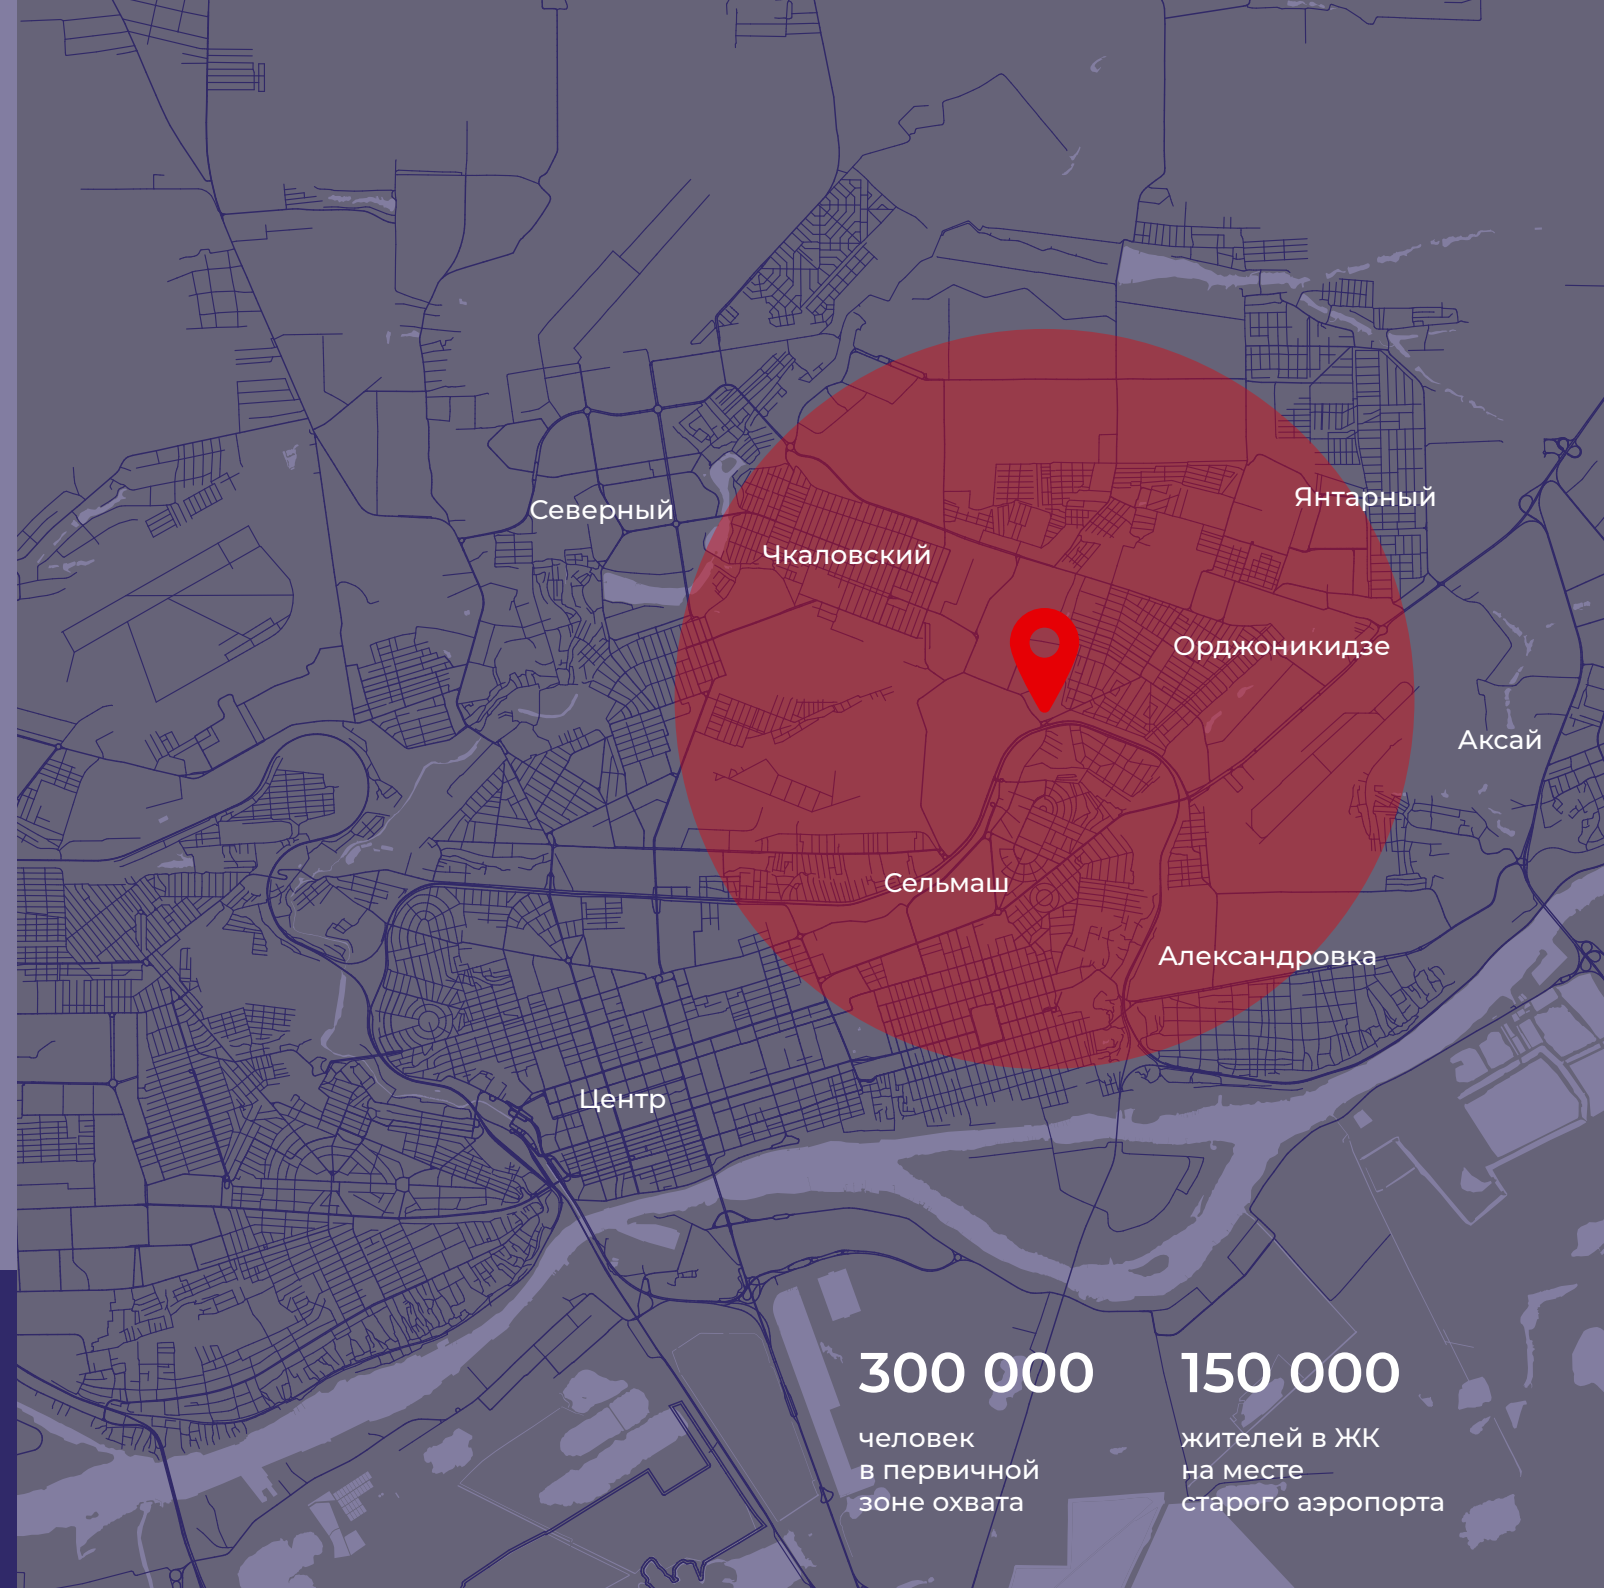 Янтарный
Северный
Чкаловский
Орджоникидзе
Аксай
Сельмаш
Александровка
Центр
300 000
человек
в первичной
зоне охвата
150 000
жителей в ЖК
на месте
старого аэропорта